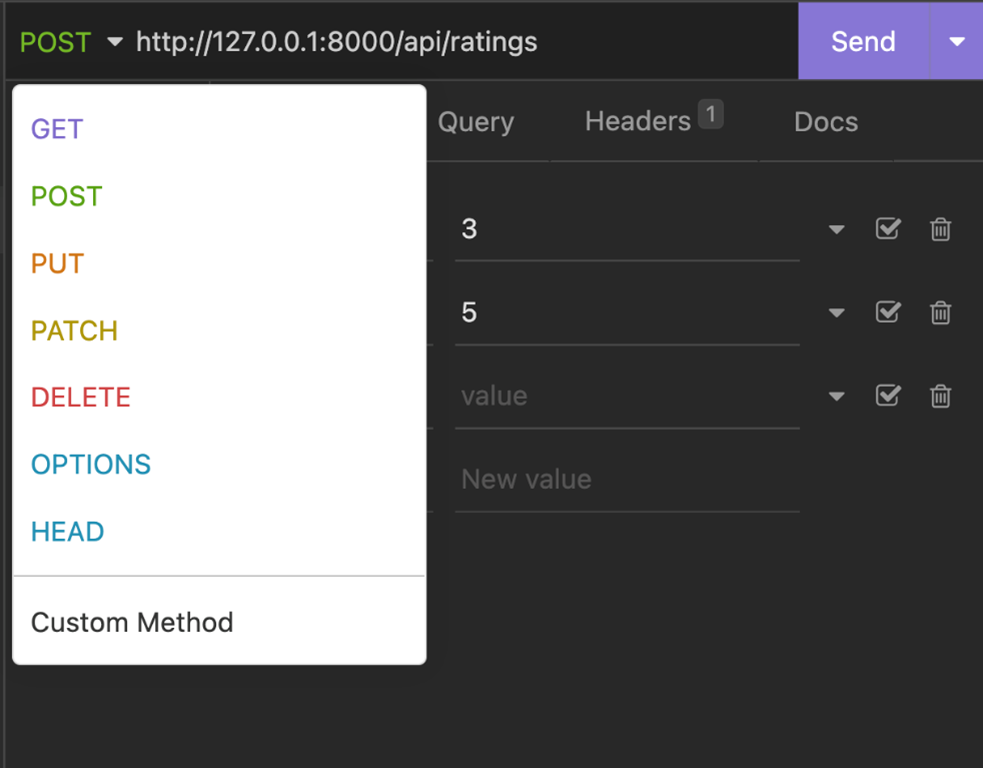 POST http://127.0.0.1:8000/api/ratings Send
GET
Query Headers 1 Docs
POST
3
PUT
5
PATCH
DELETE
value
OPTIONS
New value
HEAD
Custom Method